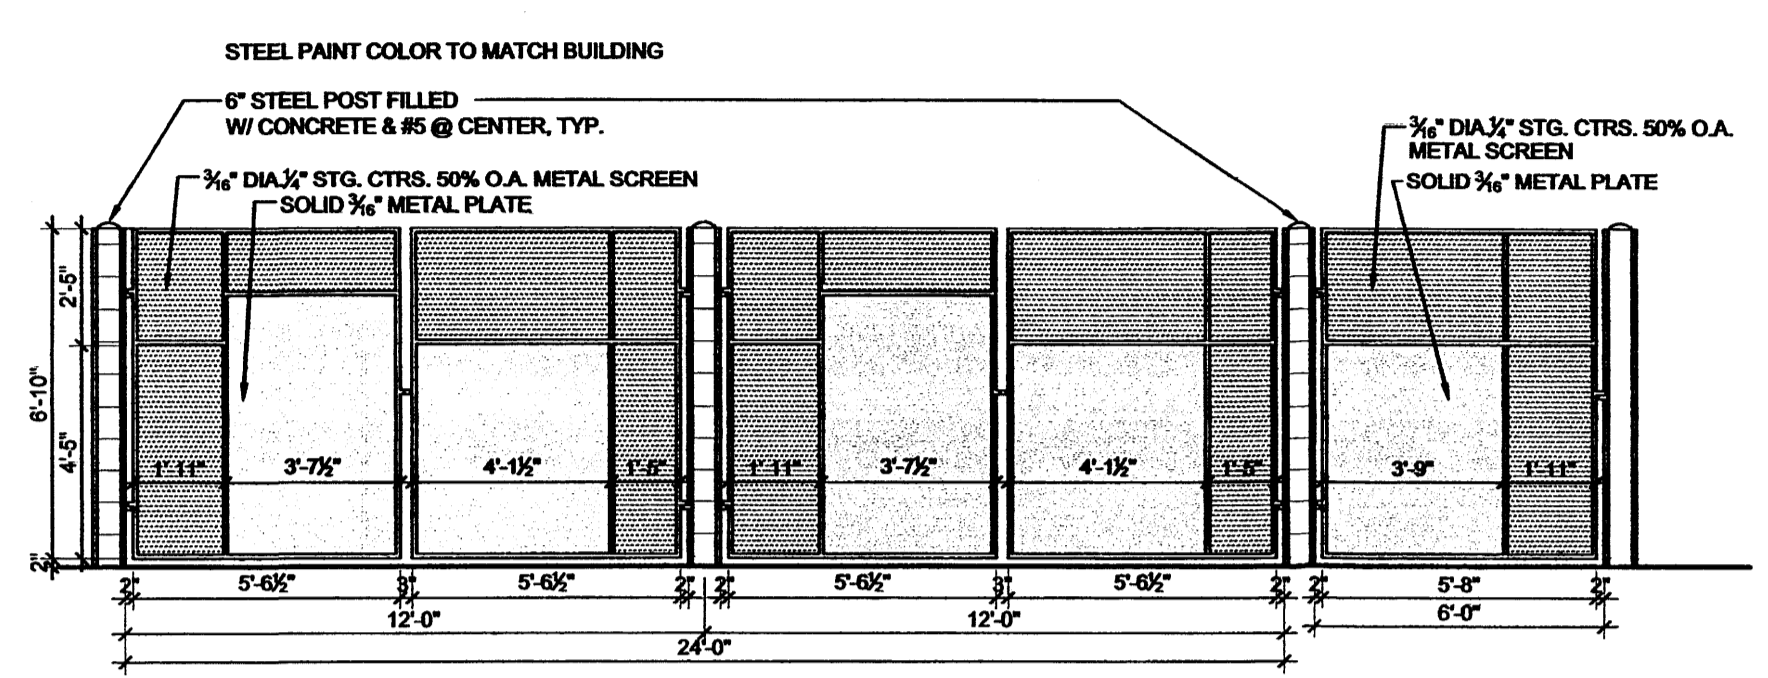 STEEL PAINT COLOR TO MATCH BUILDING
6" STEEL POST FILLED
W/ CONCRETE & #5 @ CENTER, TYP.
3/16" DIA.1/4" STG. CTRS. 50% O.A. METAL SCREEN
SOLID 3/16" METAL PLATE
3/16" DIA.1/4" STG. CTRS. 50% O.A.
METAL SCREEN
SOLID 3/16" METAL PLATE
2'-5"
6'-10"
4'-5"
2"
1'-11" 3'-7½" 4'-1½" 1'-5" 1'-11" 3'-7½" 4'-1½" 1'-5" 3'-9" 1'-11"
2" 5'-6½" 3" 5'-6½" 2" 2" 5'-6½" 3" 5'-6½" 2" 2" 5'-8" 2"
12'-0" 12'-0" 6'-0"
24'-0"